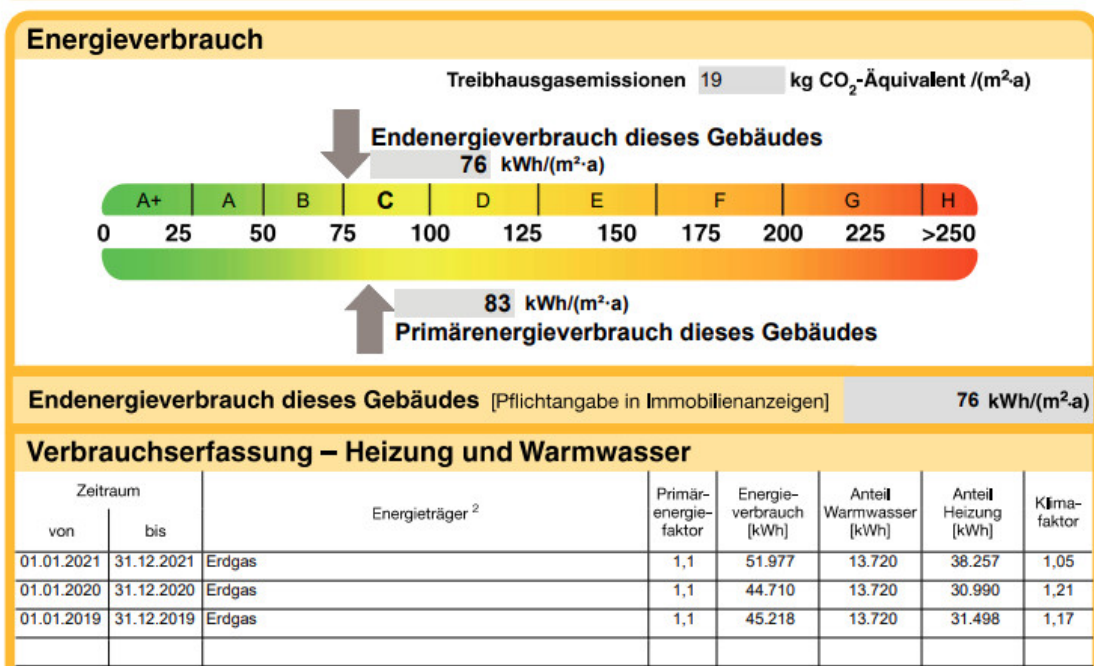 Energieverbrauch
Treibhausgasemissionen 19 kg CO₂-Äquivalent /(m²·a)
Endenergieverbrauch dieses Gebäudes
76 kWh/(m²·a)
A+ A B C D E F G H
0 25 50 75 100 125 150 175 200 225 >250
83 kWh/(m²·a)
Primärenergieverbrauch dieses Gebäudes
Endenergieverbrauch dieses Gebäudes [Pflichtangabe in Immobilienanzeigen] 76 kWh/(m²·a)
Verbrauchserfassung – Heizung und Warmwasser
Zeitraum
von bis
Energieträger ²
Primär-
energie-
faktor
Energie-
verbrauch
[kWh]
Anteil
Warmwasser
[kWh]
Anteil
Heizung
[kWh]
Klima-
faktor
01.01.2021 31.12.2021 Erdgas 1,1 51.977 13.720 38.257 1,05
01.01.2020 31.12.2020 Erdgas 1,1 44.710 13.720 30.990 1,21
01.01.2019 31.12.2019 Erdgas 1,1 45.218 13.720 31.498 1,17